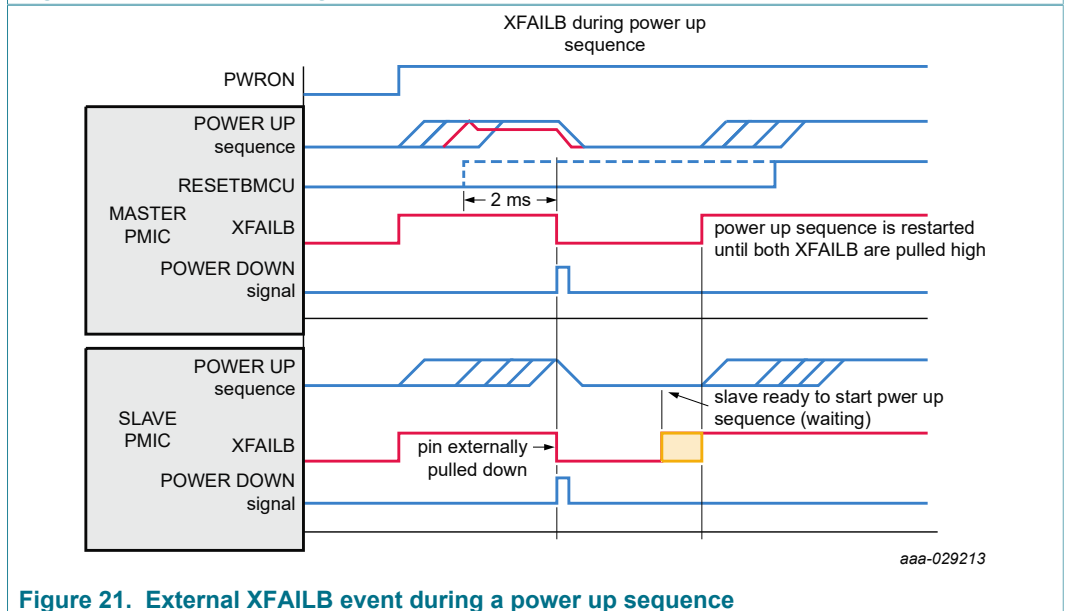 XFAILB during power up
sequence
PWRON
POWER UP
sequence
RESETBMCU
2 ms
MASTER
PMIC
XFAILB
power up sequence is restarted
until both XFAILB are pulled high
POWER DOWN
signal
POWER UP
sequence
slave ready to start pwer up
sequence (waiting)
SLAVE
PMIC
XFAILB
pin externally
pulled down
POWER DOWN
signal
aaa-029213
Figure 21. External XFAILB event during a power up sequence